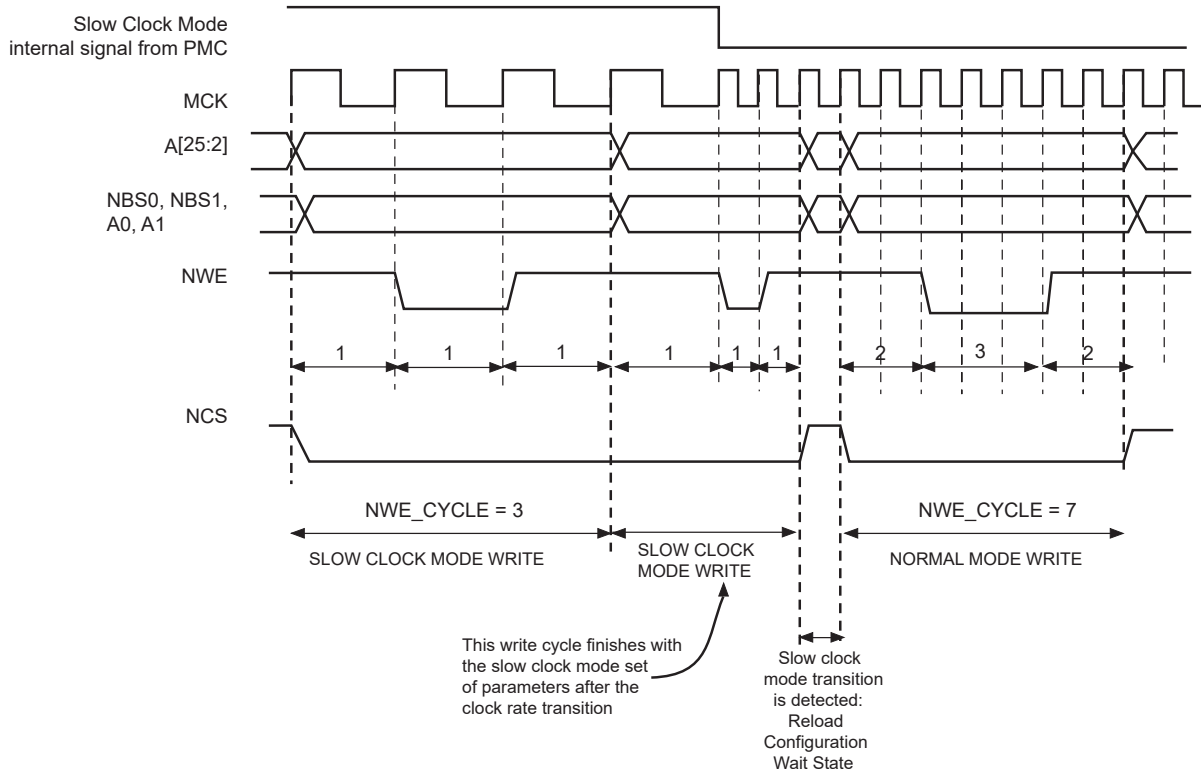 Slow Clock Mode
internal signal from PMC
MCK
A[25:2]
NBS0, NBS1,
A0, A1
NWE
1 1 1 1 1 1 2 3 2
NCS
NWE_CYCLE = 3 NWE_CYCLE = 7
SLOW CLOCK MODE WRITE
SLOW CLOCK
MODE WRITE
NORMAL MODE WRITE
This write cycle finishes with
the slow clock mode set
of parameters after the
clock rate transition
Slow clock
mode transition
is detected:
Reload
Configuration
Wait State